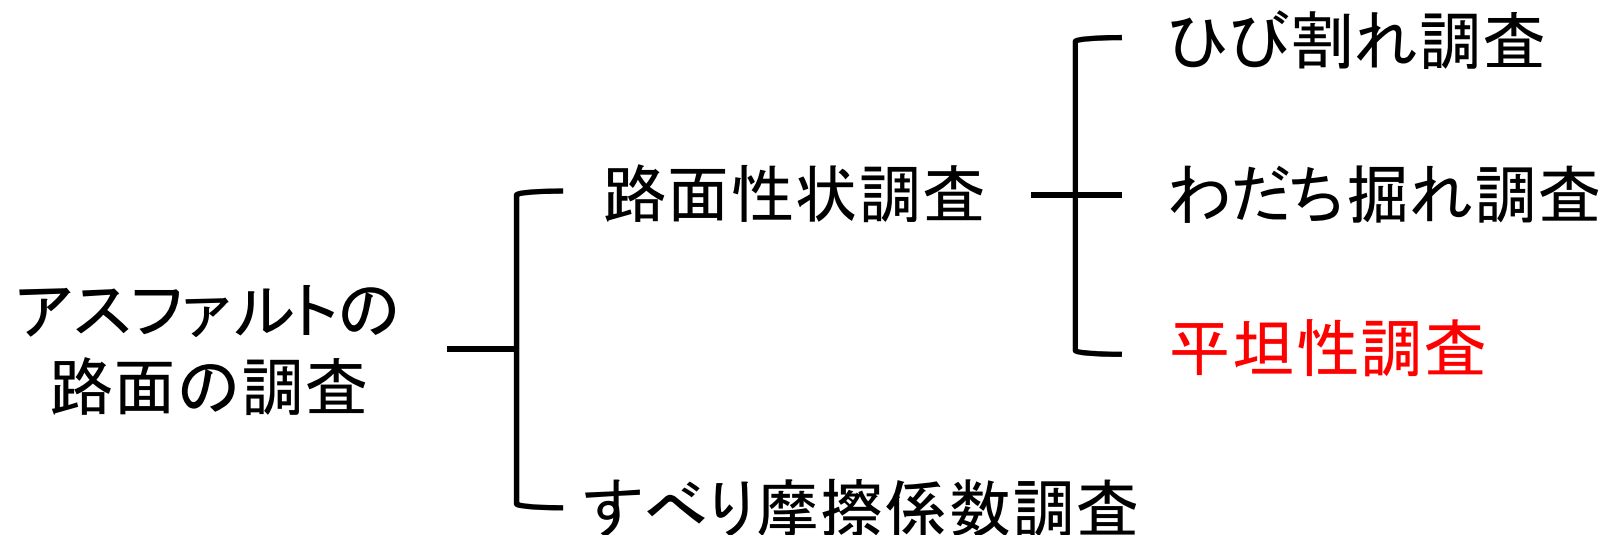 アスファルトの
路面の調査
路面性状調査
ひび割れ調査
わだち掘れ調査
平坦性調査
すべり摩擦係数調査